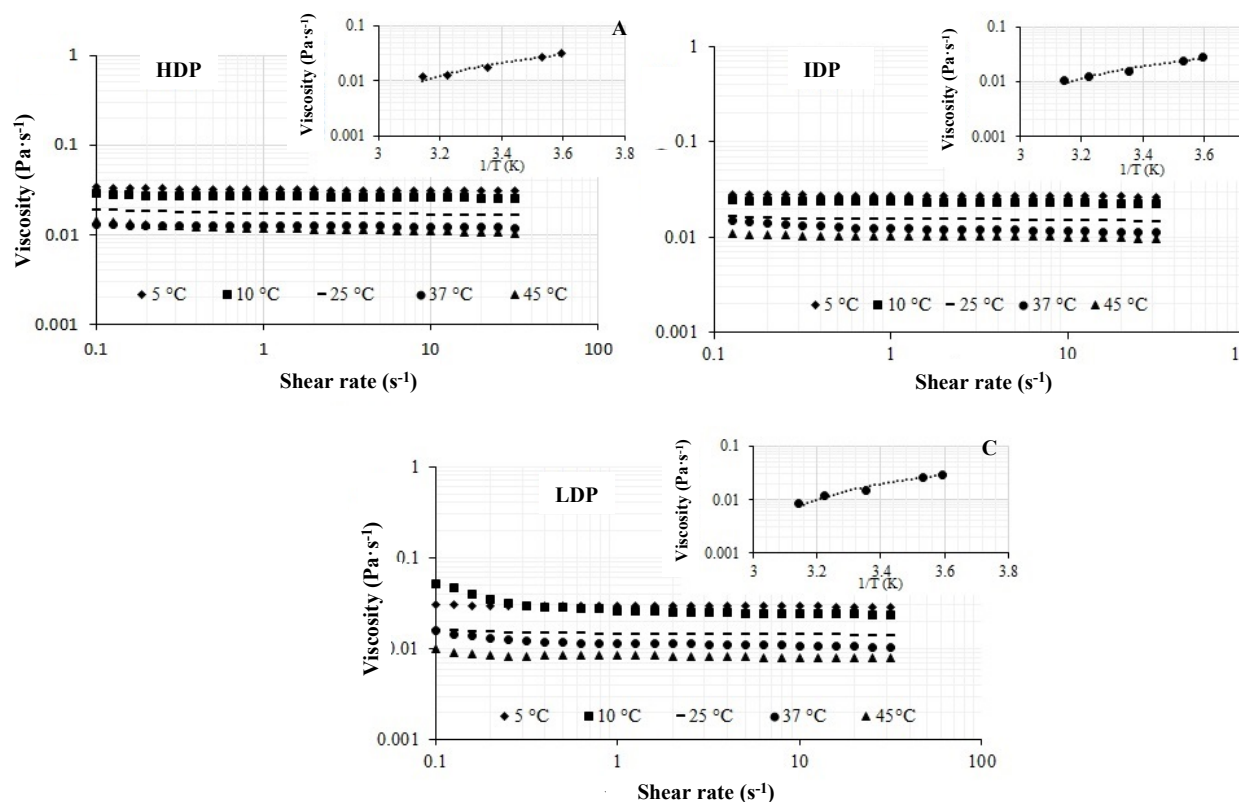 A
HDP
Viscosity (Pa·s⁻¹)
1
0.1
0.01
0.001
0.1
1
10
100
Shear rate (s⁻¹)
◆ 5 °C ■ 10 °C – 25 °C ● 37 °C ▲ 45 °C
Viscosity (Pa·s⁻¹)
0.1
0.01
0.001
3
3.2
3.4
3.6
3.8
1/T (K)
IDP
Viscosity (Pa·s⁻¹)
1
0.1
0.01
0.001
0.1
1
10
Shear rate (s⁻¹)
◆ 5 °C ■ 10 °C – 25 °C ● 37 °C ▲ 45 °C
Viscosity (Pa·s⁻¹)
0.1
0.01
0.001
3
3.2
3.4
3.6
1/T (K)
C
LDP
Viscosity (Pa·s⁻¹)
1
0.1
0.01
0.001
0.1
1
10
100
Shear rate (s⁻¹)
◆ 5 °C ■ 10 °C – 25 °C ● 37 °C ▲ 45°C
Viscosity (Pa·s⁻¹)
0.1
0.01
0.001
3
3.2
3.4
3.6
3.8
1/T (K)